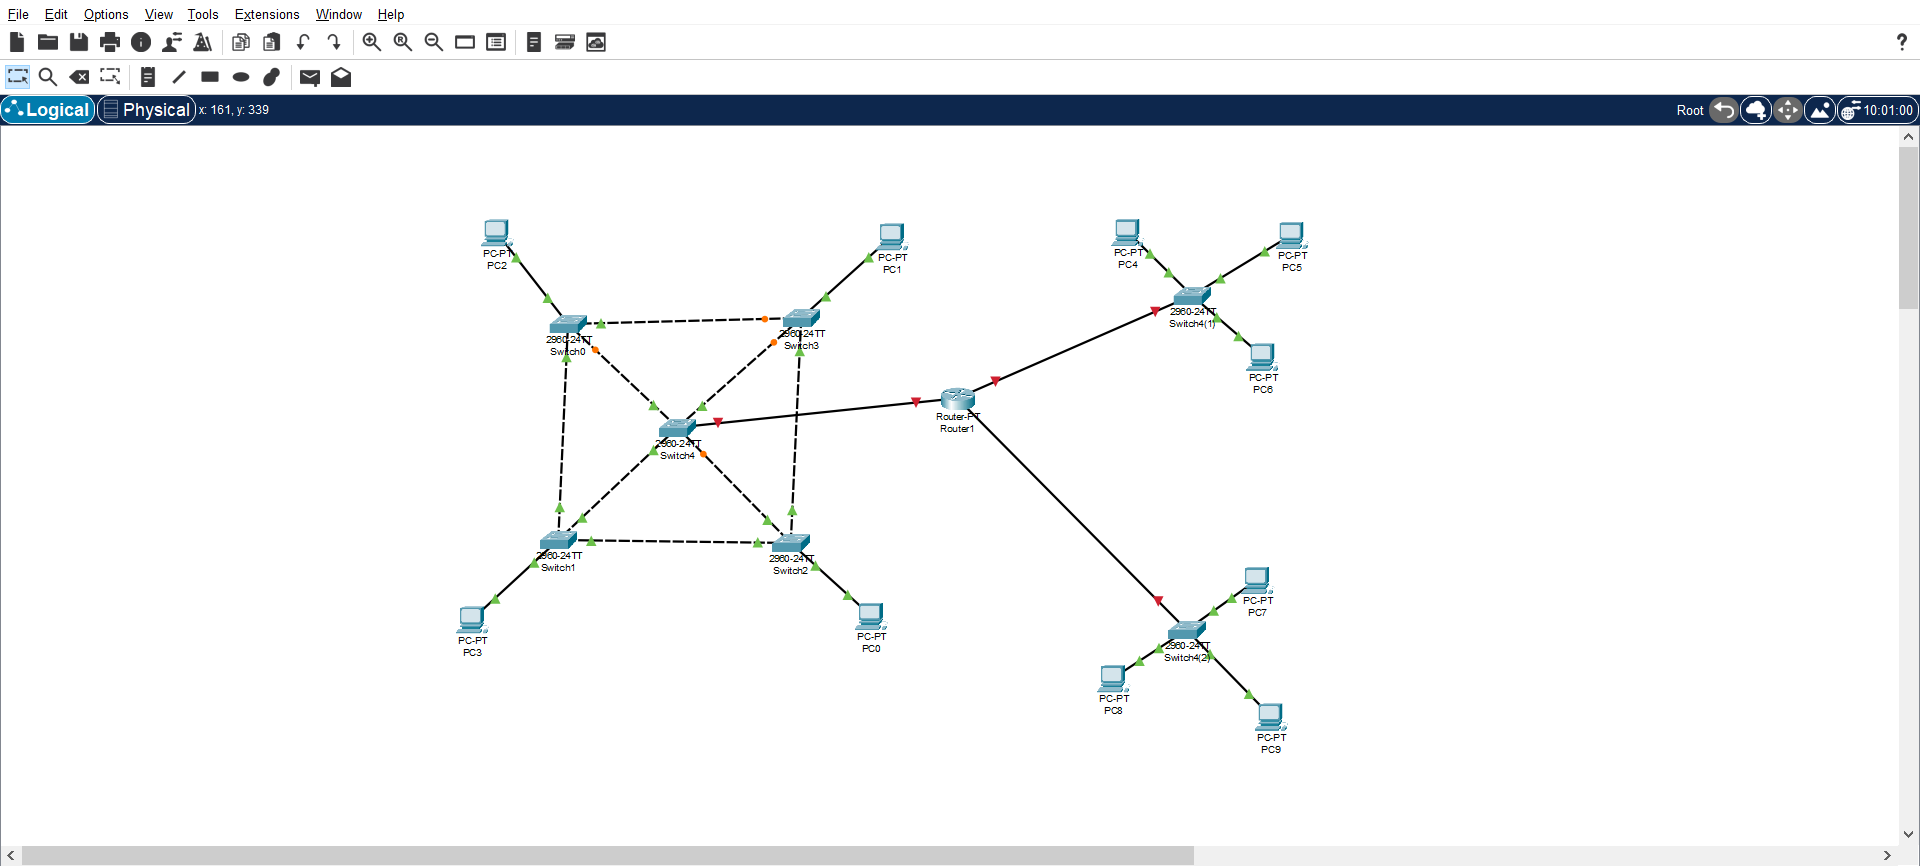 File Edit Options View Tools Extensions Window Help
?
Logical Physical x: 161, y: 339 Root 10:01:00
PC-PT
PC2
PC-PT
PC1
PC-PT
PC4
PC-PT
PC5
2960-24TT
Switch0
2960-24TT
Switch3
2960-24TT
Switch4(1)
PC-PT
PC6
Router-PT
Router1
2960-24TT
Switch4
2960-24TT
Switch1
2960-24TT
Switch2
PC-PT
PC7
PC-PT
PC3
PC-PT
PC0
2960-24TT
Switch4(2)
PC-PT
PC8
PC-PT
PC9